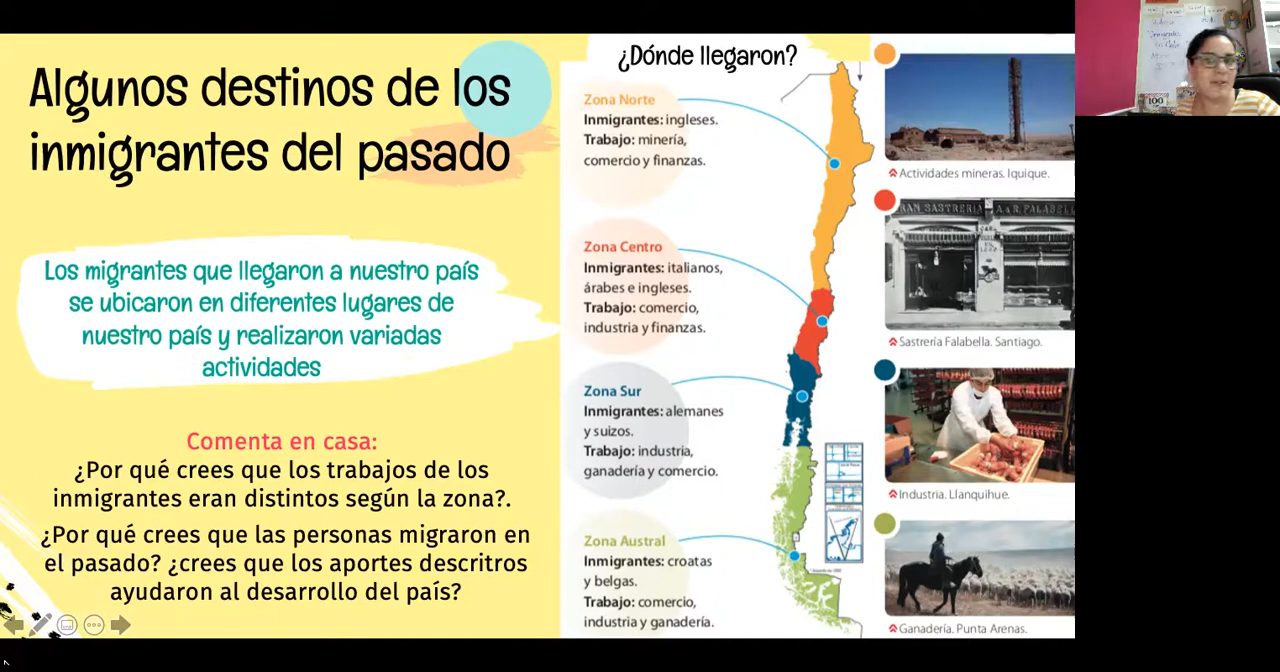 Algunos destinos de los
inmigrantes del pasado
Los migrantes que llegaron a nuestro país
se ubicaron en diferentes lugares de
nuestro país y realizaron variadas
actividades
Comenta en casa:
¿Por qué crees que los trabajos de los
inmigrantes eran distintos según la zona?.
¿Por qué crees que las personas migraron en
el pasado? ¿crees que los aportes descritros
ayudaron al desarrollo del país?
¿Dónde llegaron?
Zona Norte
Inmigrantes: ingleses.
Trabajo: minería,
comercio y finanzas.
Zona Centro
Inmigrantes: italianos,
árabes e ingleses.
Trabajo: comercio,
industria y finanzas.
Zona Sur
Inmigrantes: alemanes
y suizos.
Trabajo: industria,
ganadería y comercio.
Zona Austral
Inmigrantes: croatas
y belgas.
Trabajo: comercio,
industria y ganadería.
Actividades mineras. Iquique.
RAN SASTRERIA A & R. PALABELL
Sastrería Falabella. Santiago.
Industria. Llanquihue.
Ganadería. Punta Arenas.
100